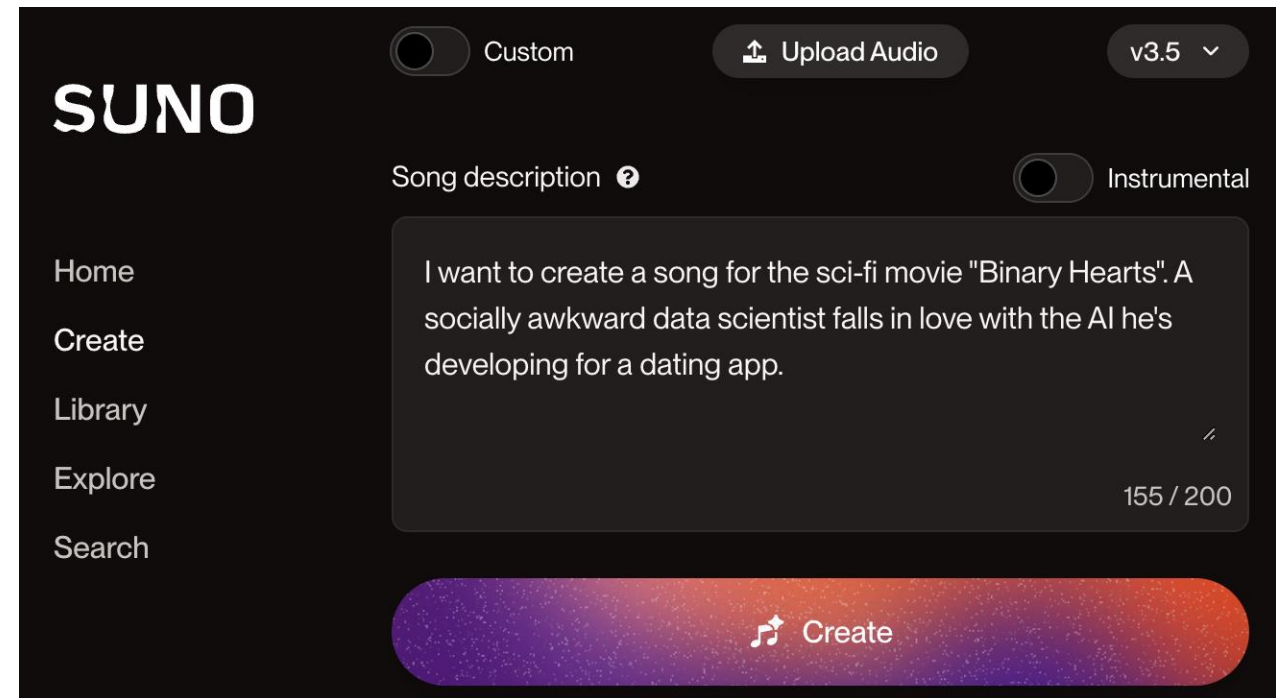 Custom
Upload Audio
v3.5
SUNO
Song description
Instrumental
Home
Create
Library
Explore
Search
I want to create a song for the sci-fi movie "Binary Hearts". A
socially awkward data scientist falls in love with the AI he's
developing for a dating app.
155 / 200
Create